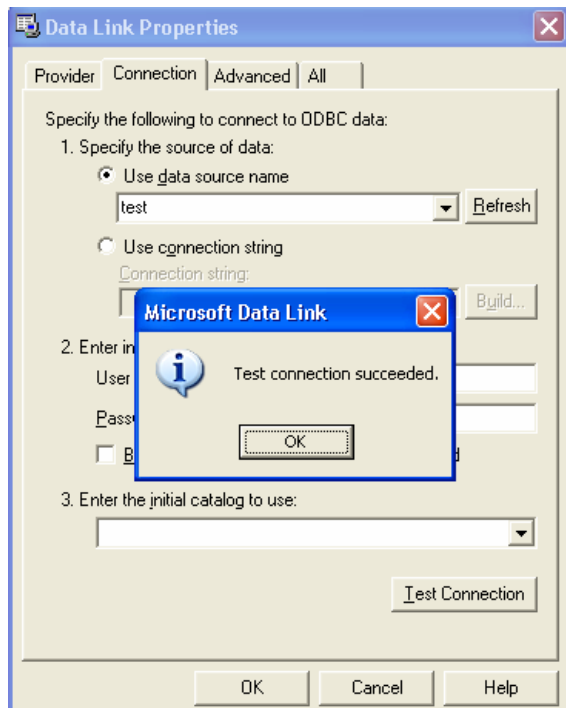 Data Link Properties
Provider Connection Advanced All
Specify the following to connect to ODBC data:
1. Specify the source of data:
Use data source name
test Refresh
Use connection string
Connection string:
Build...
Microsoft Data Link
Test connection succeeded.
OK
2. Enter
User
3. Enter the initial catalog to use:
Test Connection
OK Cancel Help